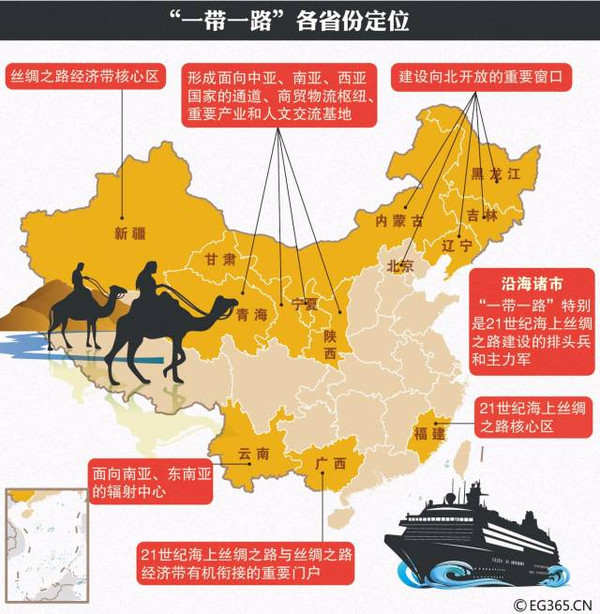 “一带一路”各省份定位
丝绸之路经济带核心区
形成面向中亚、南亚、西亚
国家的通道、商贸物流枢纽、
重要产业和人文交流基地
建设向北开放的重要窗口
黑龙江
吉林
内蒙古
辽宁
新疆
甘肃
北京
青海
宁夏
陕西
沿海诸市
“一带一路”特别
是21世纪海上丝绸
之路建设的排头兵
和主力军
21世纪海上丝绸
之路核心区
福建
云南
广西
面向南亚、东南亚
的辐射中心
21世纪海上丝绸之路与丝绸之路
经济带有机衔接的重要门户
©EG365.CN